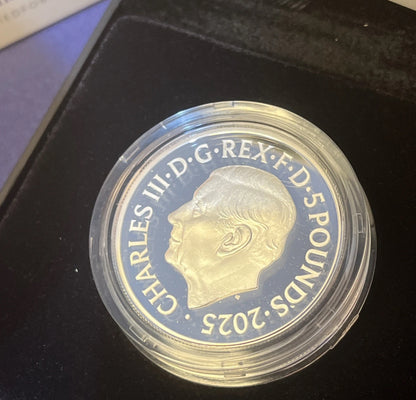 · CHARLES III · D · G · REX · F · D · 5 POUNDS · 2025